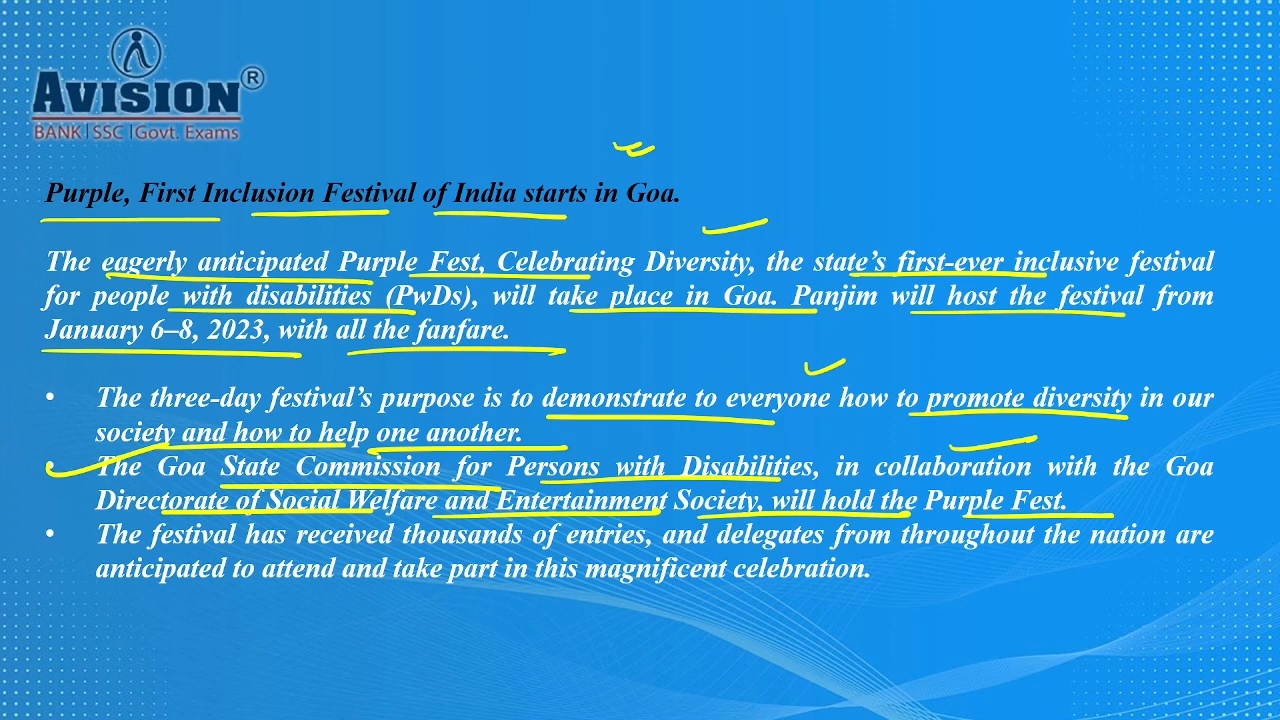 AVISION®
BANK | SSC | Govt. Exams
Purple, First Inclusion Festival of India starts in Goa.
The eagerly anticipated Purple Fest, Celebrating Diversity, the state's first-ever inclusive festival
for people with disabilities (PwDs), will take place in Goa. Panjim will host the festival from
January 6–8, 2023, with all the fanfare.
• The three-day festival's purpose is to demonstrate to everyone how to promote diversity in our
society and how to help one another.
• The Goa State Commission for Persons with Disabilities, in collaboration with the Goa
Directorate of Social Welfare and Entertainment Society, will hold the Purple Fest.
• The festival has received thousands of entries, and delegates from throughout the nation are
anticipated to attend and take part in this magnificent celebration.